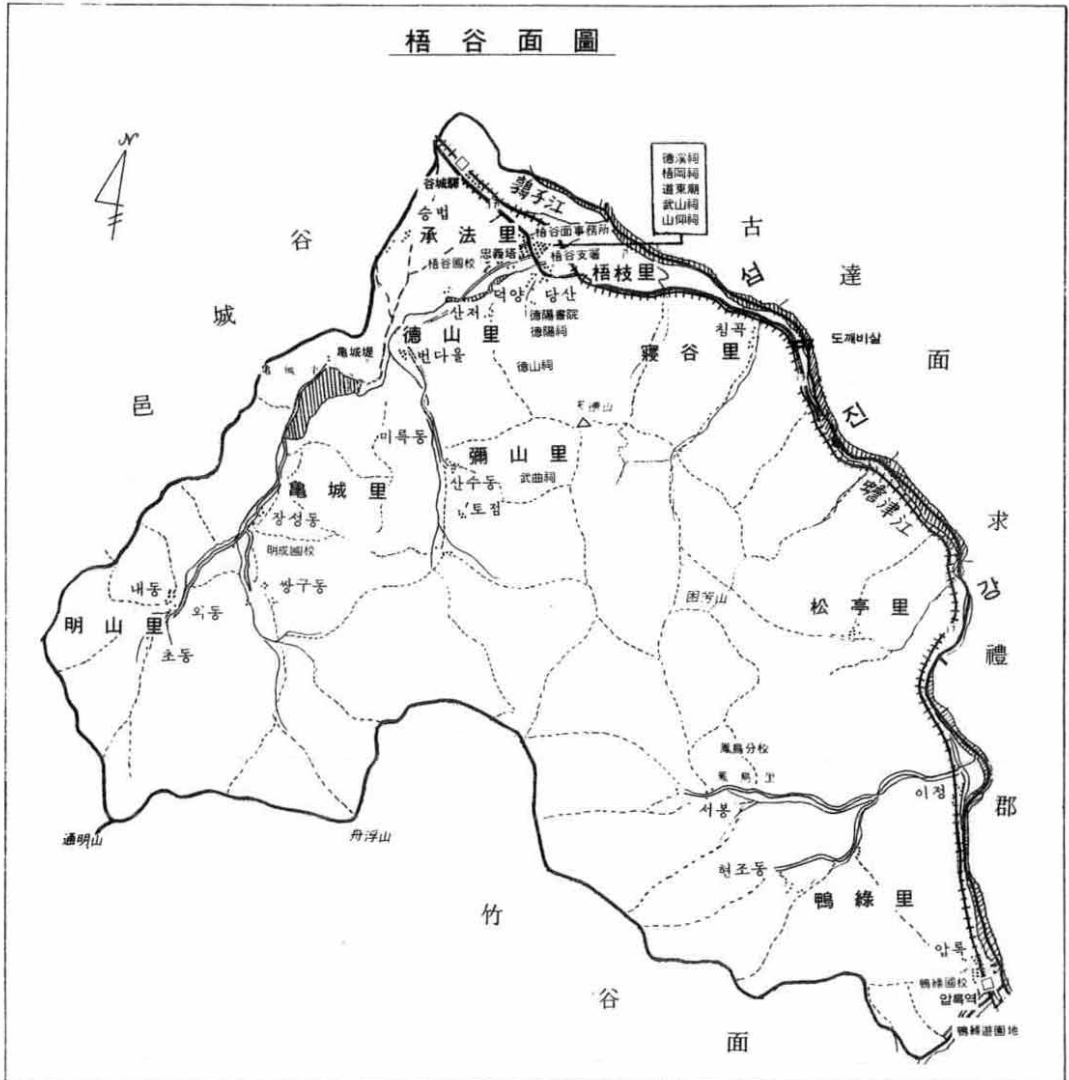 梧谷面圖
N
德溪祠
梧岡祠
道東廟
武山祠
山仰祠
谷城驛
鶉子江
승법
承法里
梧谷面事務所
忠義塔
梧谷國校
梧谷支署
梧枝里
谷城邑
古達面
섬진강
산저
덕양
당산
德陽書院
德陽祠
침곡
도깨비살
德山里
번다울
寢谷里
龜城堤
德山祠
미륵동
彌山里
산수동
武曲祠
토점
龜城里
장성동
明成國校
쌍구동
蟾津江
求禮郡
내동
외동
明山里
초동
困芳山
松亭里
鳳鳥分校
서봉
이정
通明山
舟浮山
현조동
鴨綠里
竹谷面
압록
鴨綠國校
압록역
鴨綠遊園地